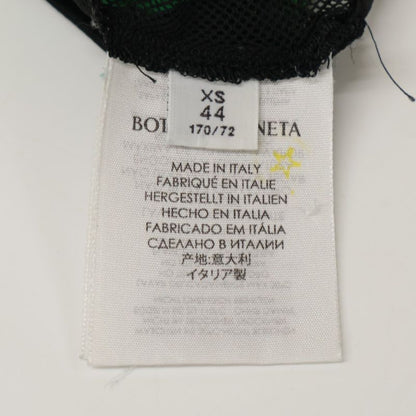 XS
44
170/72
BOT NETA
MADE IN ITALY
FABRIQUÉ EN ITALIE
HERGESTELLT IN ITALIEN
HECHO EN ITALIA
FABRICADO EM ITÁLIA
СДЕЛАНО В ИТАЛИИ
产地:意大利
イタリア製